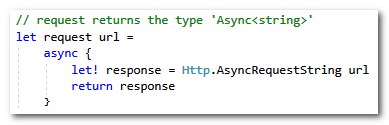 // request returns the type 'Async<string>'
let request url =
    async {
        let! response = Http.AsyncRequestString url
        return response
    }